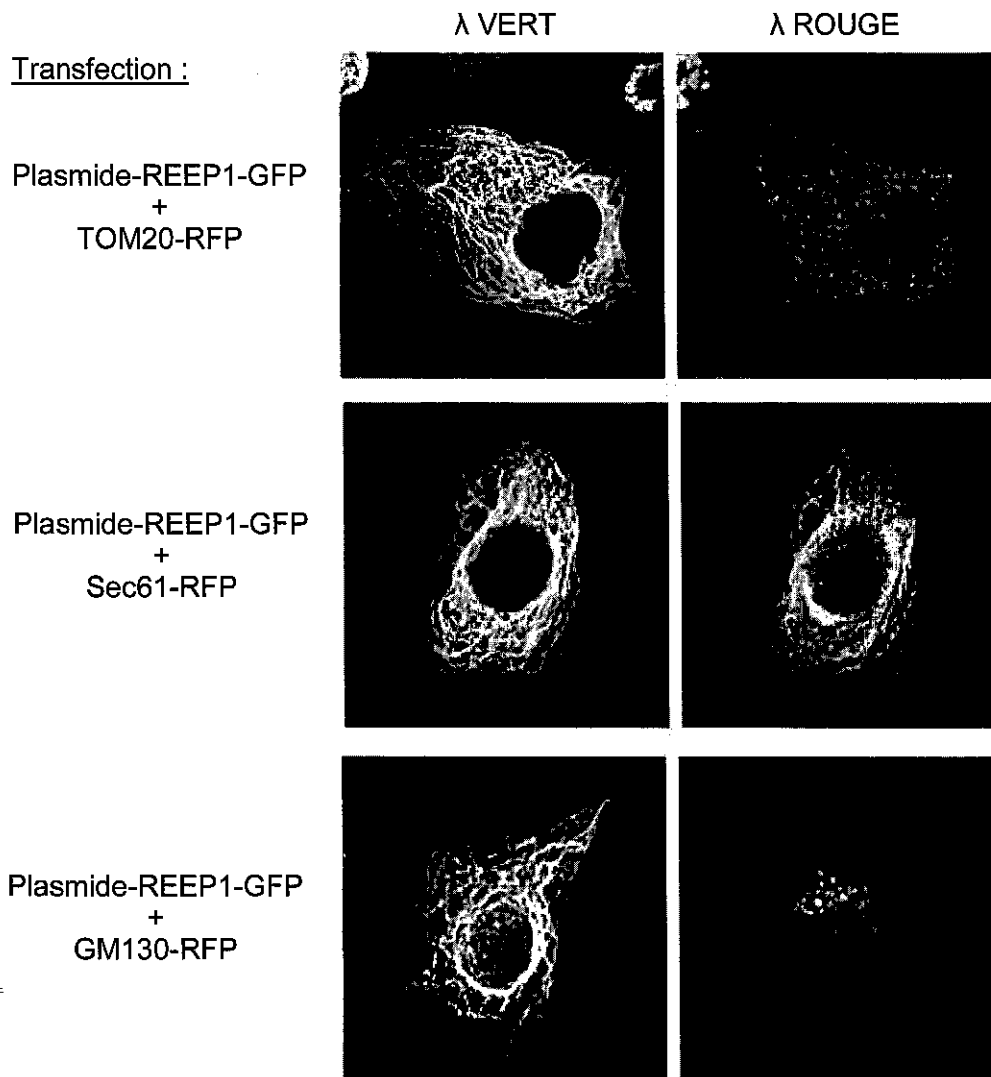 λ VERT
λ ROUGE
Transfection :
Plasmide-REEP1-GFP
+
TOM20-RFP
Plasmide-REEP1-GFP
+
Sec61-RFP
Plasmide-REEP1-GFP
+
GM130-RFP